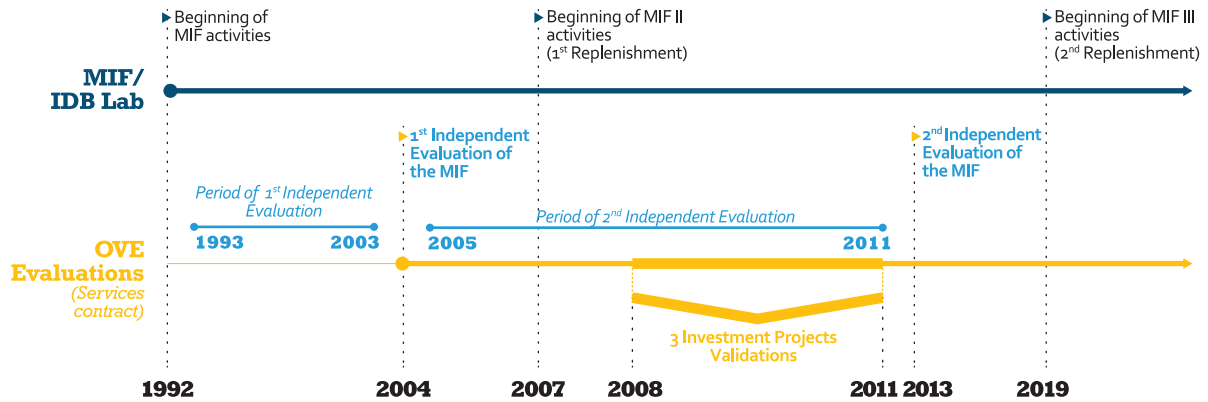 Beginning of
MIF activities
Beginning of MIF II
activities
(1st Replenishment)
Beginning of MIF III
activities
(2nd Replenishment)
MIF/
IDB Lab
1st Independent
Evaluation of
the MIF
2nd Independent
Evaluation of
the MIF
Period of 1st Independent
Evaluation
1993 2003
Period of 2nd Independent Evaluation
2005 2011
OVE
Evaluations
(Services
contract)
3 Investment Projects
Validations
1992 2004 2007 2008 2011 2013 2019